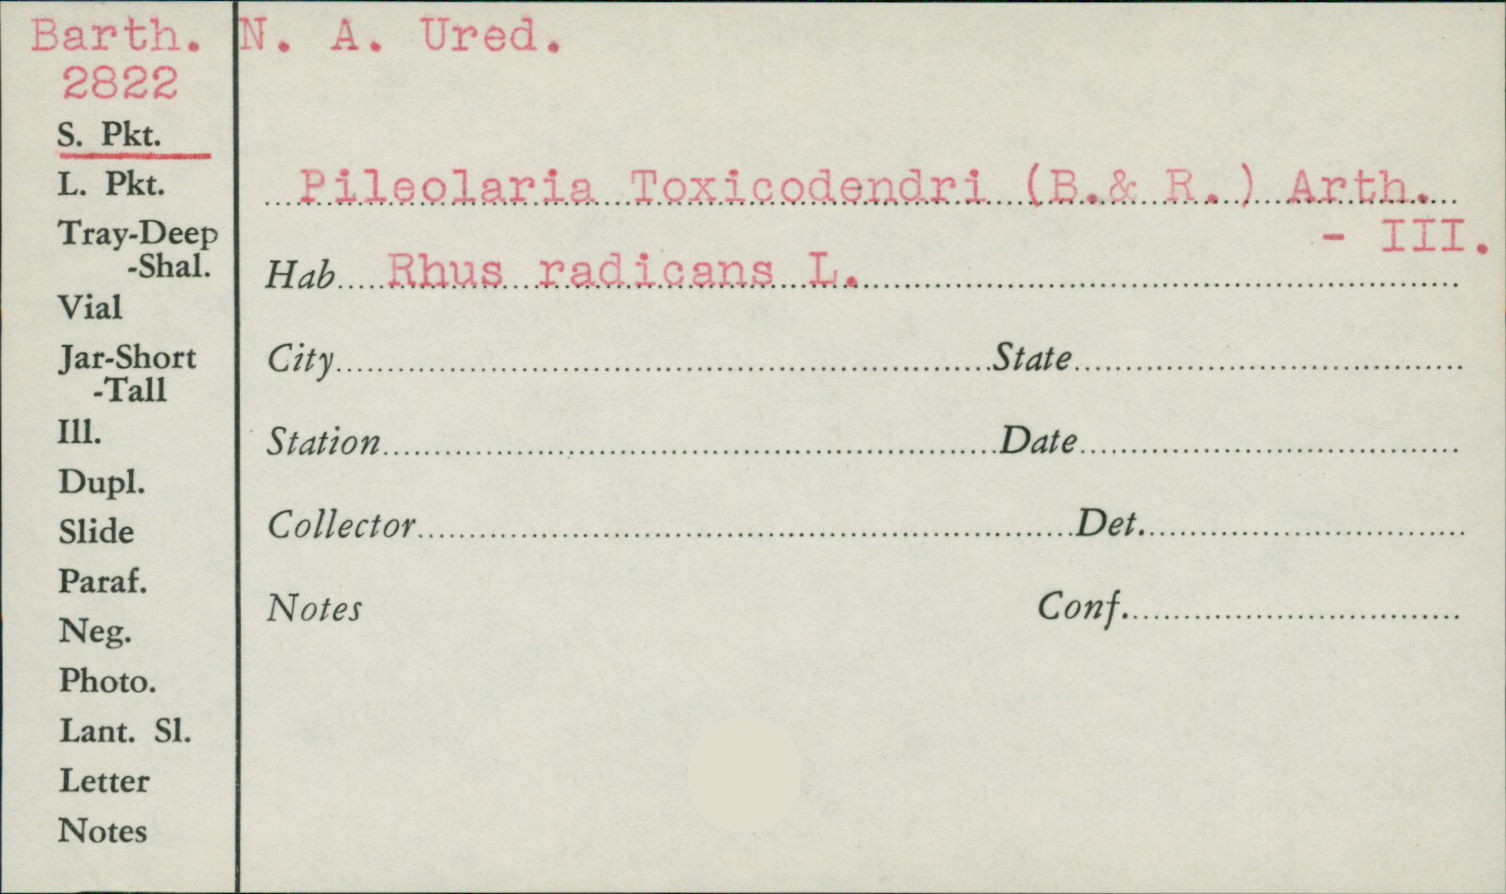 Barth. N. A. Ured.
2822
S. Pkt.
L. Pkt.
Tray-Deep
-Shal.
Vial
Jar-Short
-Tall
Ill.
Dupl.
Slide
Paraf.
Neg.
Photo.
Lant. Sl.
Letter
Notes
Pileolaria Toxicodendri (B.& R.) Arth.
- III.
Hab Rhus radicans L.
City State
Station Date
Collector Det.
Notes Conf.